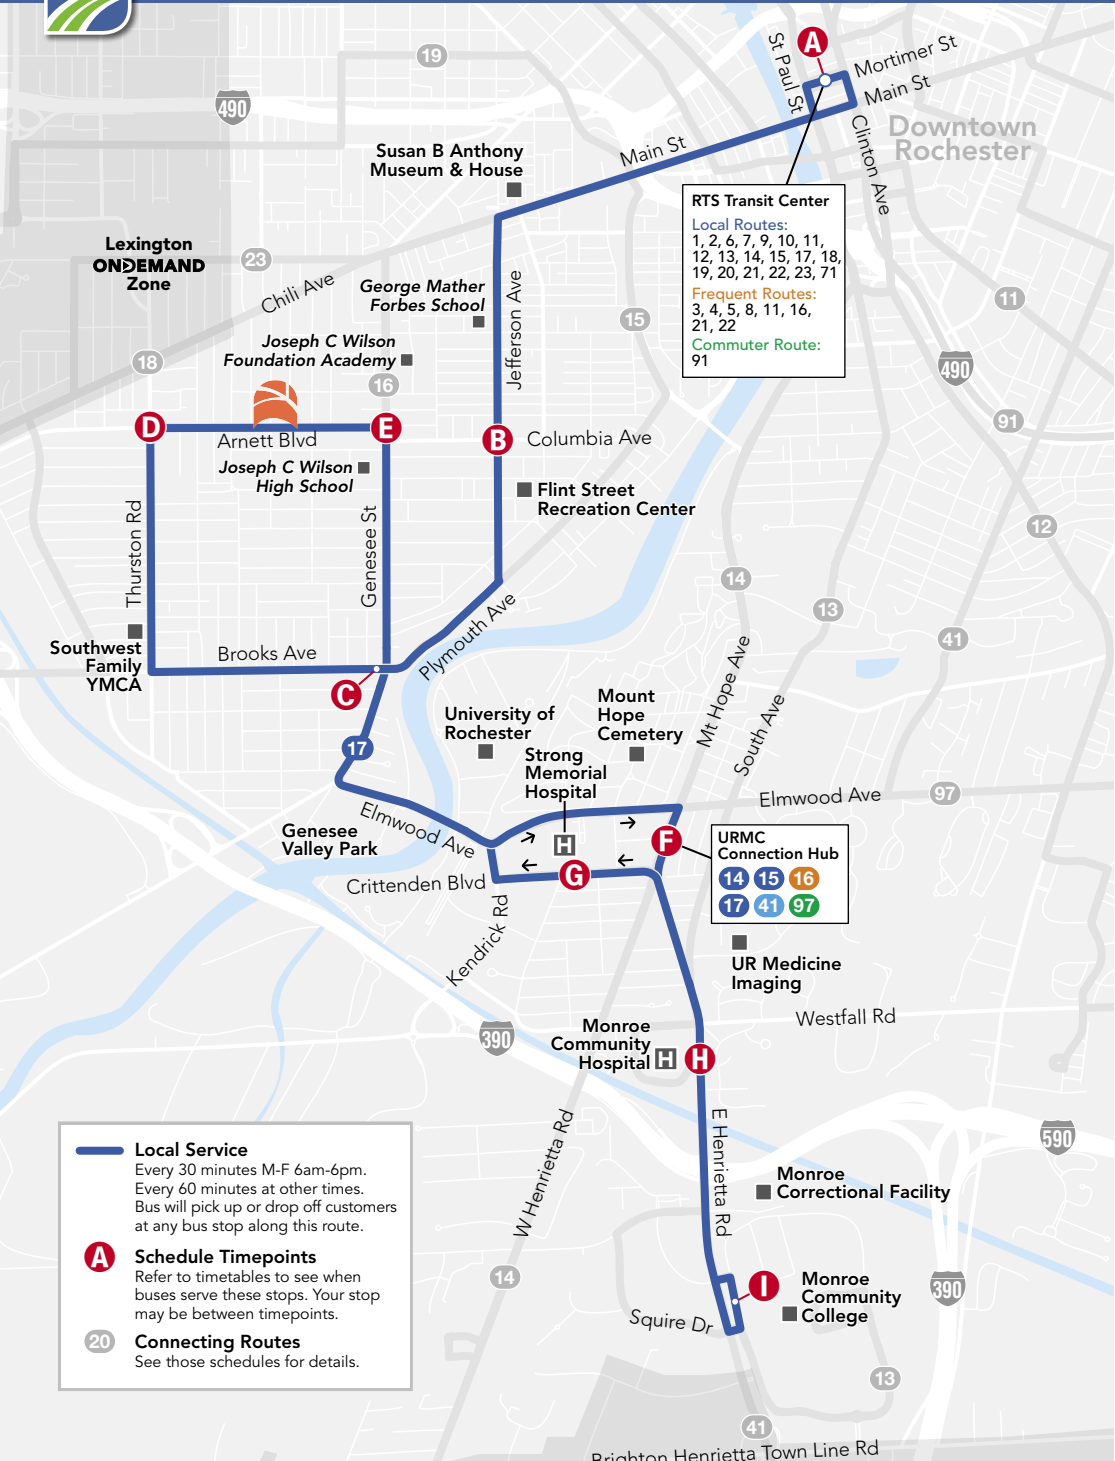 A
St Paul St
Mortimer St
Main St
Clinton Ave
Downtown
Rochester
19
490
Main St
Susan B Anthony
Museum & House
RTS Transit Center
Local Routes:
1, 2, 6, 7, 9, 10, 11,
12, 13, 14, 15, 17, 18,
19, 20, 21, 22, 23, 71
Frequent Routes:
3, 4, 5, 8, 11, 16,
21, 22
Commuter Route:
91
Lexington
ONDEMAND
Zone
23
Chili Ave
George Mather
Forbes School
Jefferson Ave
15
11
Joseph C Wilson
Foundation Academy
18
16
490
91
D
E
B
Arnett Blvd
Columbia Ave
Joseph C Wilson
High School
Flint Street
Recreation Center
Thurston Rd
Genesee St
12
14
13
41
Plymouth Ave
Southwest
Family
YMCA
Brooks Ave
C
Mt Hope Ave
South Ave
University of
Rochester
Mount
Hope
Cemetery
17
Strong
Memorial
Hospital
Elmwood Ave
97
Elmwood Ave
Genesee
Valley Park
H
F
G
URMC
Connection Hub
14 15 16
17 41 97
Crittenden Blvd
Kendrick Rd
UR Medicine
Imaging
Westfall Rd
390
Monroe
Community
Hospital
H
H
E Henrietta Rd
W Henrietta Rd
590
Monroe
Correctional Facility
Local Service
Every 30 minutes M-F 6am-6pm.
Every 60 minutes at other times.
Bus will pick up or drop off customers
at any bus stop along this route.
A
Schedule Timepoints
Refer to timetables to see when
buses serve these stops. Your stop
may be between timepoints.
20
Connecting Routes
See those schedules for details.
14
I
Monroe
Community
College
390
Squire Dr
13
41
Brighton Henrietta Town Line Rd